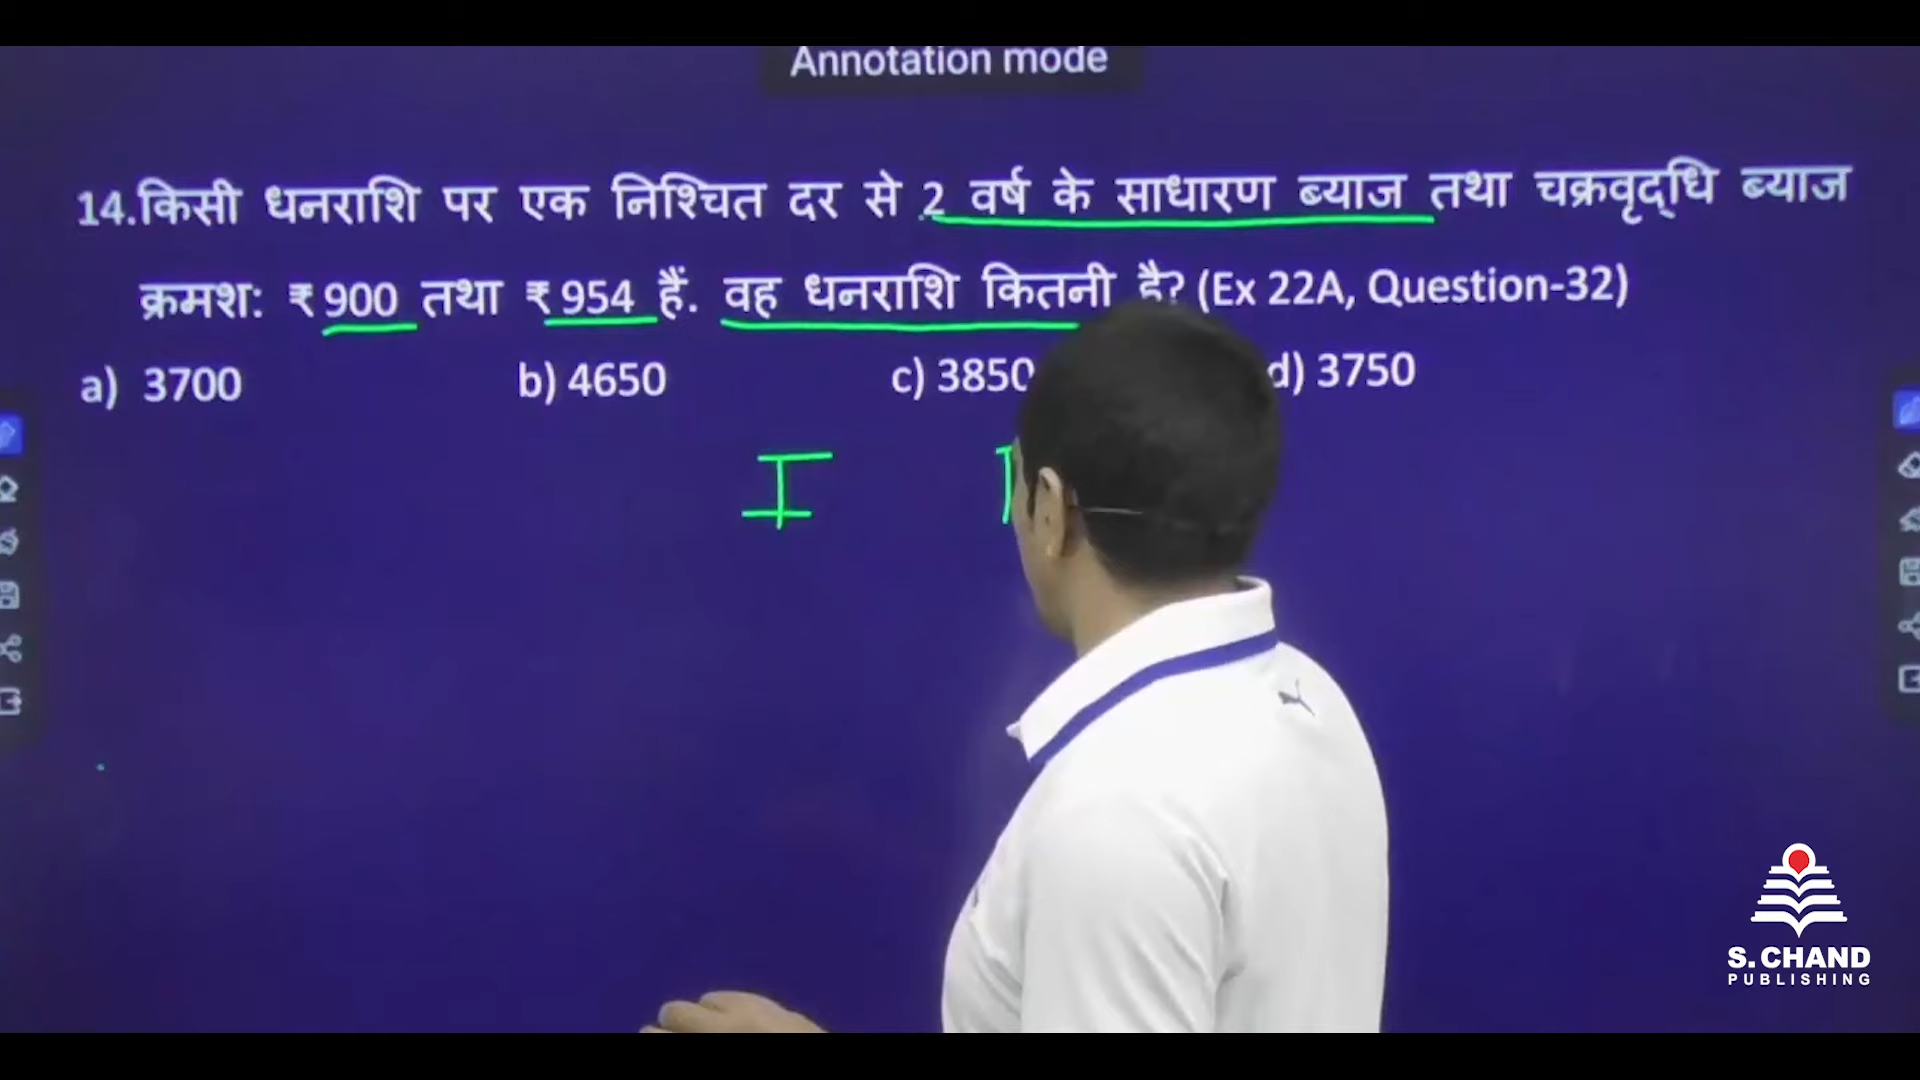 Annotation mode
14.किसी धनराशि पर एक निश्चित दर से 2 वर्ष के साधारण ब्याज तथा चक्रवृद्धि ब्याज
क्रमश: ₹ 900 तथा ₹ 954 हैं. वह धनराशि कितनी है? (Ex 22A, Question-32)
a) 3700 b) 4650 c) 3850 d) 3750
I
S. CHAND
PUBLISHING